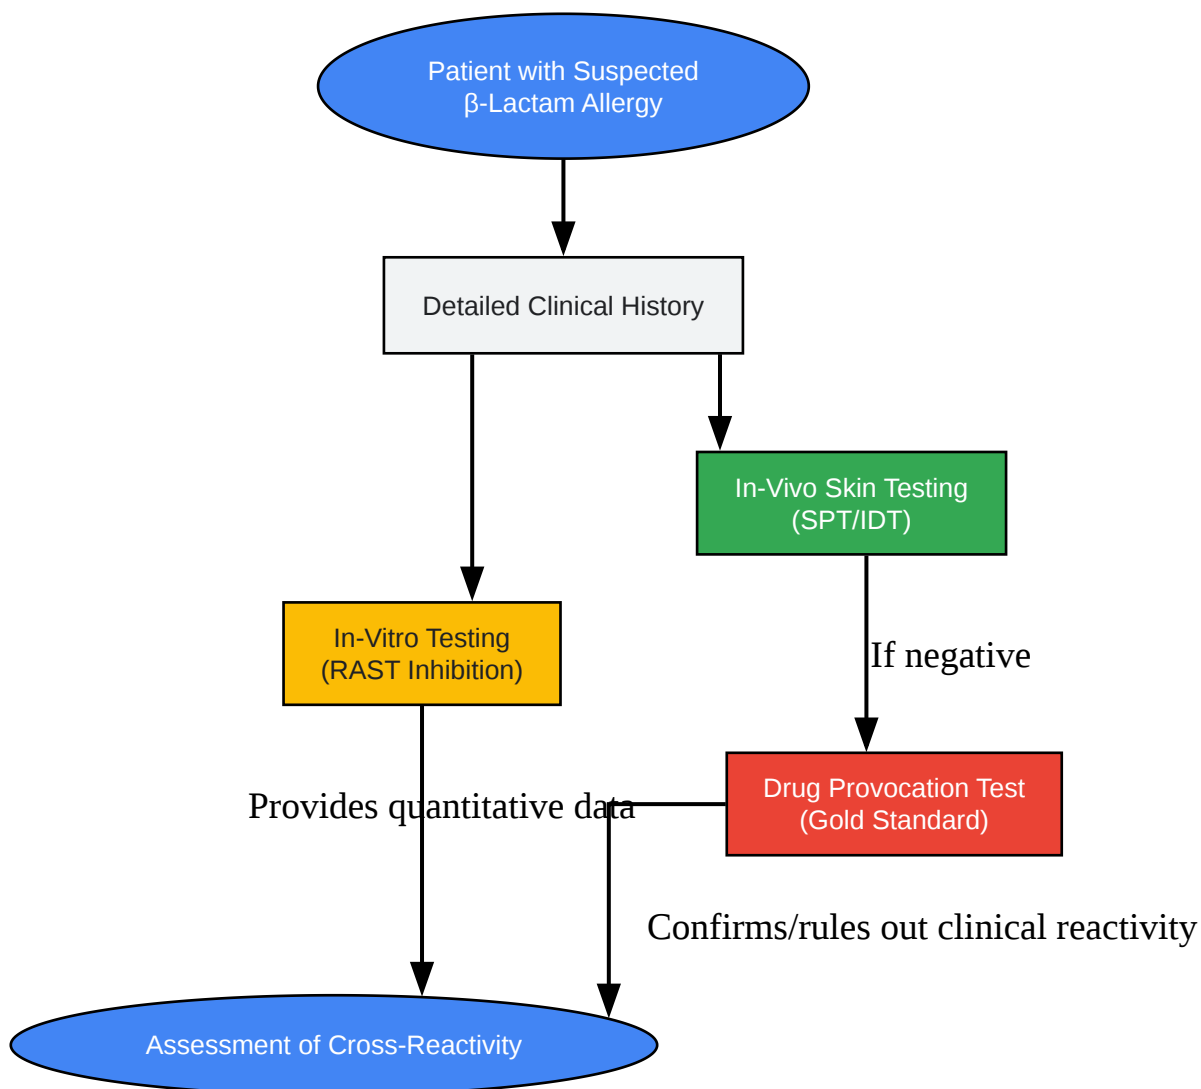 Patient with Suspected
β-Lactam Allergy
Detailed Clinical History
In-Vivo Skin Testing
(SPT/IDT)
In-Vitro Testing
(RAST Inhibition)
If negative
Drug Provocation Test
(Gold Standard)
Provides quantitative data
Confirms/rules out clinical reactivity
Assessment of Cross-Reactivity